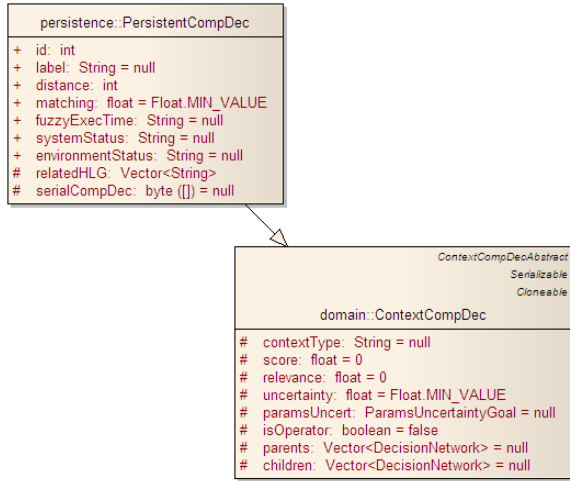 persistence::PersistentCompDec
+ id: int
+ label: String = null
+ distance: int
+ matching: float = Float.MIN_VALUE
+ fuzzyExecTime: String = null
+ systemStatus: String = null
+ environmentStatus: String = null
# relatedHLG: Vector<String>
# serialCompDec: byte ([]) = null
ContextCompDecAbstract
Serializable
Cloneable
domain::ContextCompDec
# contextType: String = null
# score: float = 0
# relevance: float = 0
# uncertainty: float = Float.MIN_VALUE
# paramsUncert: ParamsUncertaintyGoal = null
# isOperator: boolean = false
# parents: Vector<DecisionNetwork> = null
# children: Vector<DecisionNetwork> = null